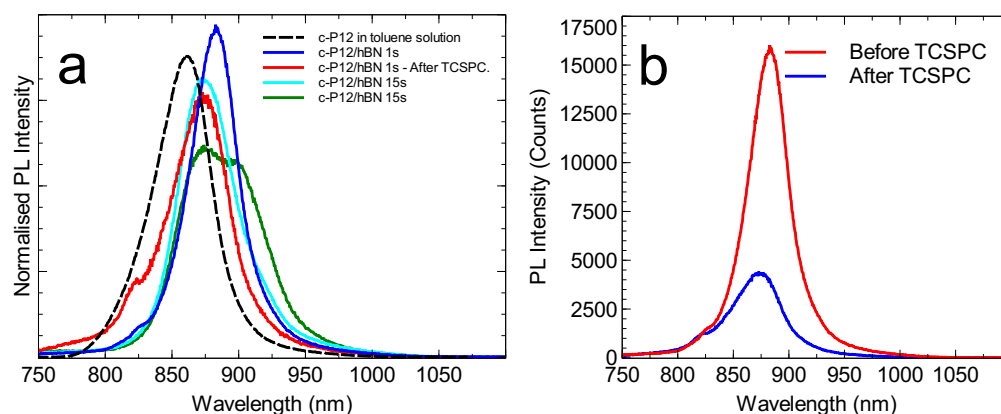 a
c-P12 in toluene solution
c-P12/hBN 1s
c-P12/hBN 1s - After TCSPC.
c-P12/hBN 15s
c-P12/hBN 15s
Normalised PL Intensity
750 800 850 900 950 1000 1050
Wavelength (nm)
b
Before TCSPC
After TCSPC
PL Intensity (Counts)
17500
15000
12500
10000
7500
5000
2500
0
750 800 850 900 950 1000 1050
Wavelength (nm)